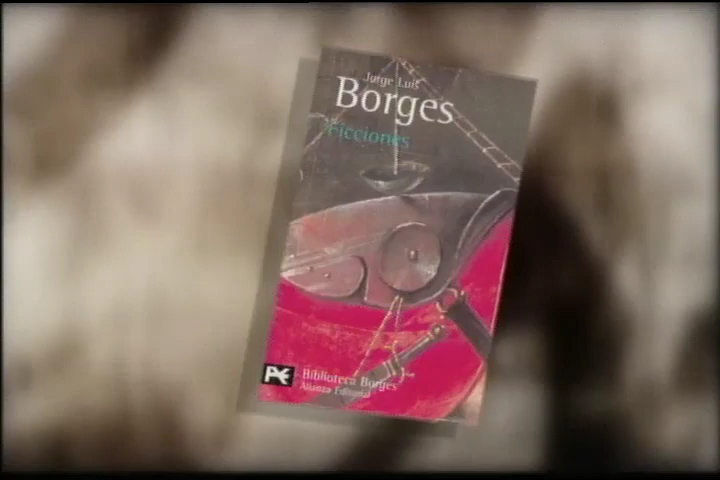 Jorge Luis
Borges
Ficciones
Biblioteca Borges
Alianza Editorial